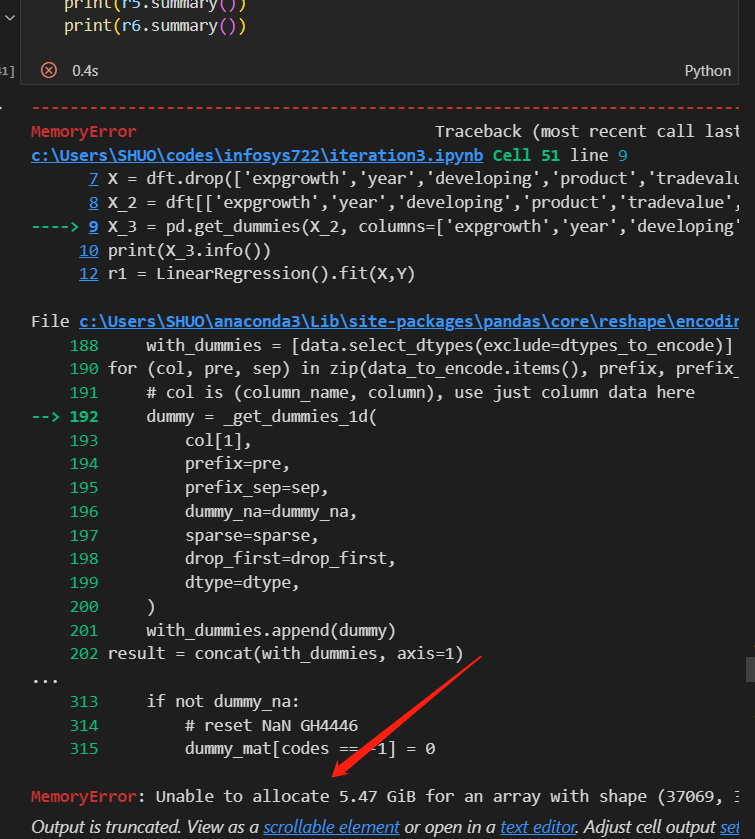 print(r5.summary())
print(r6.summary())
0.4s Python
MemoryError Traceback (most recent call last
c:\Users\SHUO\codes\infosys722\iteration3.ipynb Cell 51 line 9
7 X = dft.drop(['expgrowth','year','developing','product','tradevalu
8 X_2 = dft[['expgrowth','year','developing','product','tradevalue',
----> 9 X_3 = pd.get_dummies(X_2, columns=['expgrowth','year','developing'
10 print(X_3.info())
12 r1 = LinearRegression().fit(X,Y)
File c:\Users\SHUO\anaconda3\Lib\site-packages\pandas\core\reshape\encodin
188 with_dummies = [data.select_dtypes(exclude=dtypes_to_encode)]
190 for (col, pre, sep) in zip(data_to_encode.items(), prefix, prefix_
191 # col is (column_name, column), use just column data here
--> 192 dummy = _get_dummies_1d(
193 col[1],
194 prefix=pre,
195 prefix_sep=sep,
196 dummy_na=dummy_na,
197 sparse=sparse,
198 drop_first=drop_first,
199 dtype=dtype,
200 )
201 with_dummies.append(dummy)
202 result = concat(with_dummies, axis=1)
...
313 if not dummy_na:
314 # reset NaN GH4446
315 dummy_mat[codes == -1] = 0
MemoryError: Unable to allocate 5.47 GiB for an array with shape (37069, 
Output is truncated. View as a scrollable element or open in a text editor. Adjust cell output set